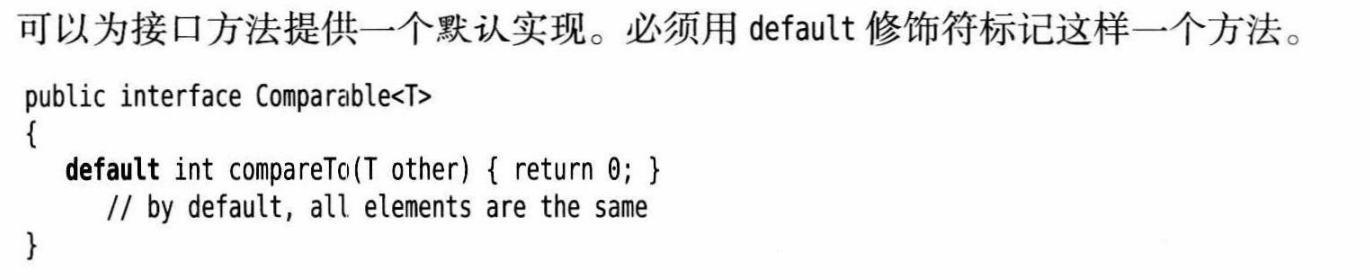 可以为接口方法提供一个默认实现。必须用 default 修饰符标记这样一个方法。
public interface Comparable<T>
{
   default int compareTo(T other) { return 0; }
      // by default, all elements are the same
}